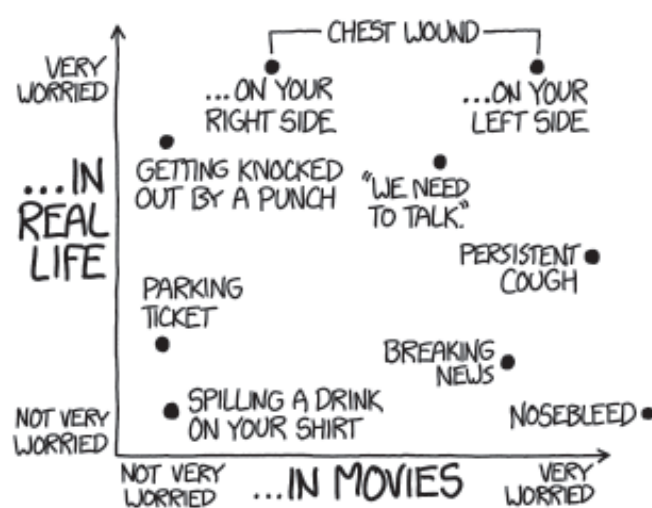 CHEST WOUND
VERY
WORRIED
...ON YOUR
RIGHT SIDE
...ON YOUR
LEFT SIDE
GETTING KNOCKED
OUT BY A PUNCH
"WE NEED
TO TALK."
...IN
REAL
LIFE
PERSISTENT
COUGH
PARKING
TICKET
BREAKING
NEWS
SPILLING A DRINK
ON YOUR SHIRT
NOSEBLEED
NOT VERY
WORRIED
NOT VERY
WORRIED
...IN MOVIES
VERY
WORRIED